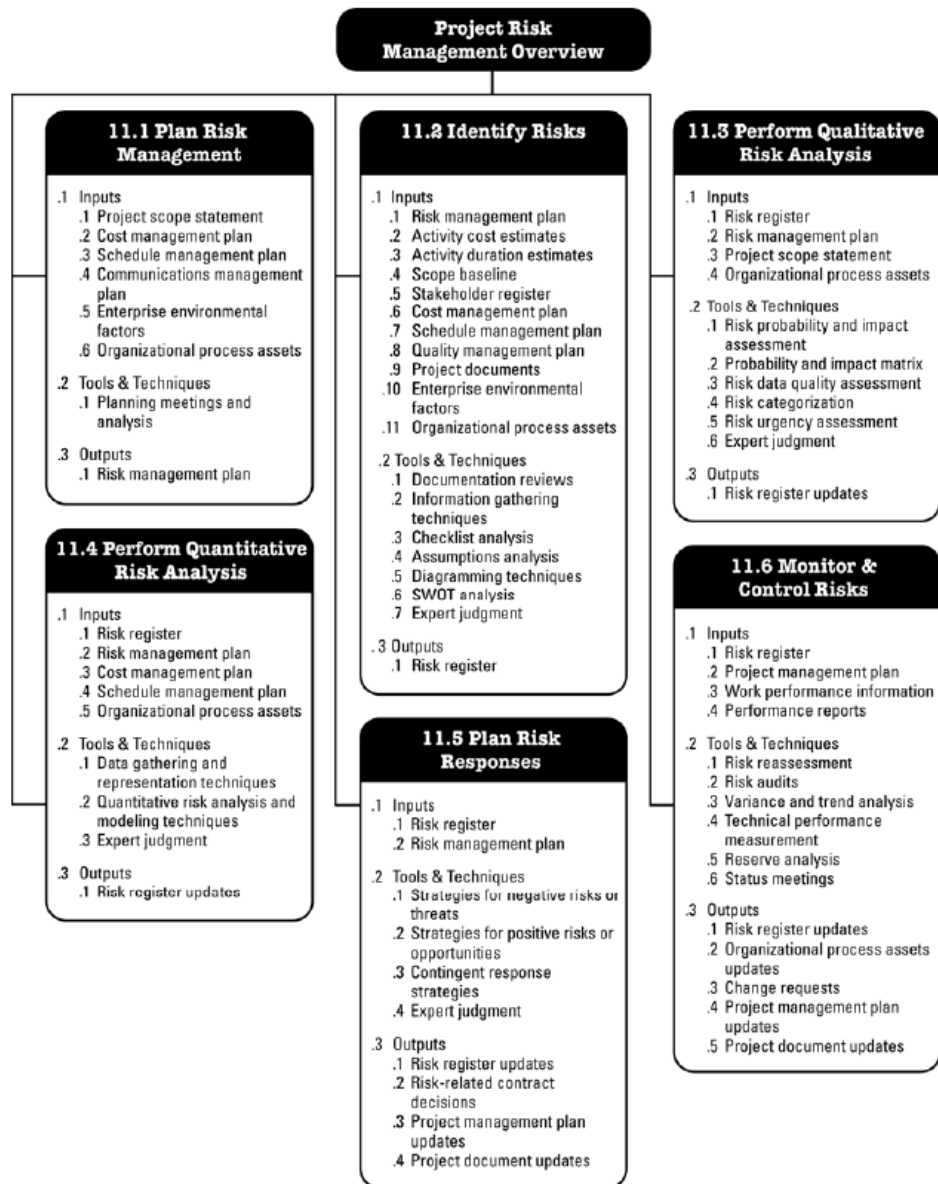 Project Risk
Management Overview
11.1 Plan Risk
Management
.1 Inputs
.1 Project scope statement
.2 Cost management plan
.3 Schedule management plan
.4 Communications management
plan
.5 Enterprise environmental
factors
.6 Organizational process assets
.2 Tools & Techniques
.1 Planning meetings and
analysis
.3 Outputs
.1 Risk management plan
11.2 Identify Risks
.1 Inputs
.1 Risk management plan
.2 Activity cost estimates
.3 Activity duration estimates
.4 Scope baseline
.5 Stakeholder register
.6 Cost management plan
.7 Schedule management plan
.8 Quality management plan
.9 Project documents
.10 Enterprise environmental
factors
.11 Organizational process assets
.2 Tools & Techniques
.1 Documentation reviews
.2 Information gathering
techniques
.3 Checklist analysis
.4 Assumptions analysis
.5 Diagramming techniques
.6 SWOT analysis
.7 Expert judgment
.3 Outputs
.1 Risk register
11.3 Perform Qualitative
Risk Analysis
.1 Inputs
.1 Risk register
.2 Risk management plan
.3 Project scope statement
.4 Organizational process assets
.2 Tools & Techniques
.1 Risk probability and impact
assessment
.2 Probability and impact matrix
.3 Risk data quality assessment
.4 Risk categorization
.5 Risk urgency assessment
.6 Expert judgment
.3 Outputs
.1 Risk register updates
11.4 Perform Quantitative
Risk Analysis
.1 Inputs
.1 Risk register
.2 Risk management plan
.3 Cost management plan
.4 Schedule management plan
.5 Organizational process assets
.2 Tools & Techniques
.1 Data gathering and
representation techniques
.2 Quantitative risk analysis and
modeling techniques
.3 Expert judgment
.3 Outputs
.1 Risk register updates
11.5 Plan Risk
Responses
.1 Inputs
.1 Risk register
.2 Risk management plan
.2 Tools & Techniques
.1 Strategies for negative risks or
threats
.2 Strategies for positive risks or
opportunities
.3 Contingent response
strategies
.4 Expert judgment
.3 Outputs
.1 Risk register updates
.2 Risk-related contract
decisions
.3 Project management plan
updates
.4 Project document updates
11.6 Monitor &
Control Risks
.1 Inputs
.1 Risk register
.2 Project management plan
.3 Work performance information
.4 Performance reports
.2 Tools & Techniques
.1 Risk reassessment
.2 Risk audits
.3 Variance and trend analysis
.4 Technical performance
measurement
.5 Reserve analysis
.6 Status meetings
.3 Outputs
.1 Risk register updates
.2 Organizational process assets
updates
.3 Change requests
.4 Project management plan
updates
.5 Project document updates